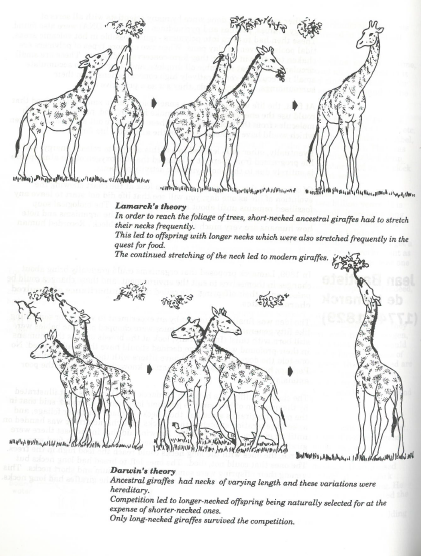 Lamarck's theory
In order to reach the foliage of trees, short-necked ancestral giraffes had to stretch
their necks frequently.
This led to offspring with longer necks which were also stretched frequently in the
quest for food.
The continued stretching of the neck led to modern giraffes.
Darwin's theory
Ancestral giraffes had necks of varying length and these variations were
hereditary.
Competition led to longer-necked offspring being naturally selected for at the
expense of shorter-necked ones.
Only long-necked giraffes survived the competition.